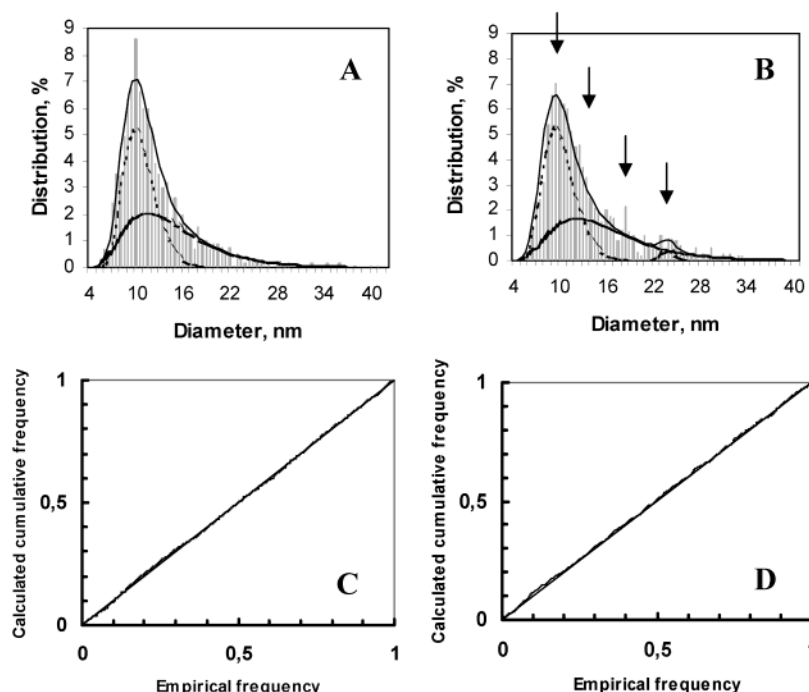 9
8
7
6
5
4
3
2
1
0
Distribution, %
A
4 10 16 22 28 34 40
Diameter, nm
9
8
7
6
5
4
3
2
1
0
Distribution, %
B
4 10 16 22 28 34 40
Diameter, nm
1
0,5
0
Calculated cumulative frequency
C
0 0,5 1
Empirical frequency
1
0,5
0
Calculated cumulative frequency
D
0 0,5 1
Empirical frequency